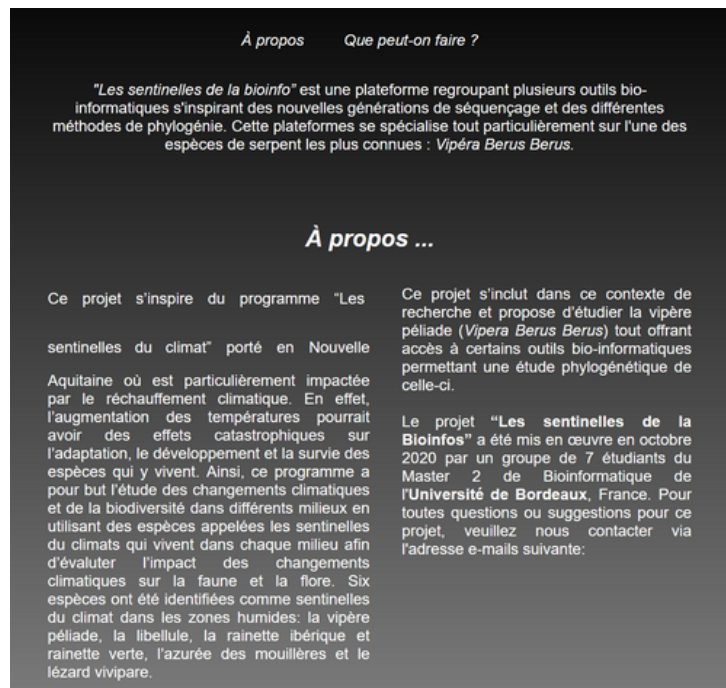 À propos Que peut-on faire ?
"Les sentinelles de la bioinfo" est une plateforme regroupant plusieurs outils bio-
informatiques s'inspirant des nouvelles générations de séquençage et des différentes
méthodes de phylogénie. Cette plateformes se spécialise tout particulièrement sur l'une des
espèces de serpent les plus connues : Vipéra Berus Berus.
À propos ...
Ce projet s'inspire du programme "Les
sentinelles du climat" porté en Nouvelle
Aquitaine où est particulièrement impactée
par le réchauffement climatique. En effet,
l'augmentation des températures pourrait
avoir des effets catastrophiques sur
l'adaptation, le développement et la survie des
espèces qui y vivent. Ainsi, ce programme a
pour but l'étude des changements climatiques
et de la biodiversité dans différents milieux en
utilisant des espèces appelées les sentinelles
du climats qui vivent dans chaque milieu afin
d'évaluter l'impact des changements
climatiques sur la faune et la flore. Six
espèces ont été identifiées comme sentinelles
du climat dans les zones humides: la vipère
péliade, la libellule, la rainette ibérique et
rainette verte, l'azurée des mouillères et le
lézard vivipare.
Ce projet s'inclut dans ce contexte de
recherche et propose d'étudier la vipère
péliade (Vipera Berus Berus) tout offrant
accès à certains outils bio-informatiques
permettant une étude phylogénétique de
celle-ci.
Le projet "Les sentinelles de la
Bioinfos" a été mis en œuvre en octobre
2020 par un groupe de 7 étudiants du
Master 2 de Bioinformatique de
l'Université de Bordeaux, France. Pour
toutes questions ou suggestions pour ce
projet, veuillez nous contacter via
l'adresse e-mails suivante: